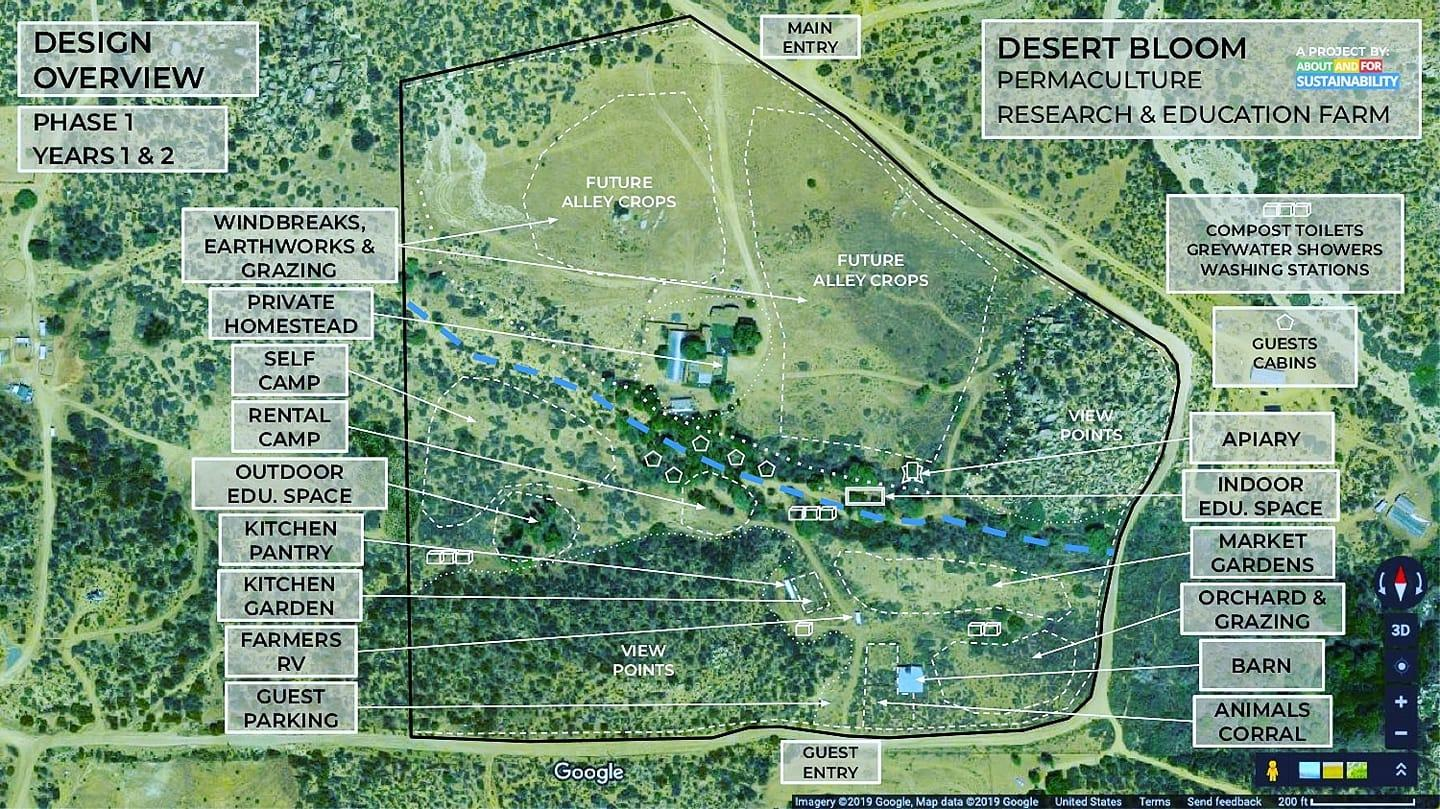 DESIGN
OVERVIEW
PHASE 1
YEARS 1 & 2
MAIN
ENTRY
DESERT BLOOM
PERMACULTURE
RESEARCH & EDUCATION FARM
A PROJECT BY:
ABOUT AND FOR
SUSTAINABILITY
COMPOST TOILETS
GREYWATER SHOWERS
WASHING STATIONS
GUESTS
CABINS
FUTURE
ALLEY CROPS
FUTURE
ALLEY CROPS
WINDBREAKS,
EARTHWORKS &
GRAZING
PRIVATE
HOMESTEAD
SELF
CAMP
RENTAL
CAMP
OUTDOOR
EDU. SPACE
KITCHEN
PANTRY
KITCHEN
GARDEN
FARMERS
RV
GUEST
PARKING
VIEW
POINTS
VIEW
POINTS
APIARY
INDOOR
EDU. SPACE
MARKET
GARDENS
ORCHARD &
GRAZING
BARN
ANIMALS
CORRAL
GUEST
ENTRY
3D
Google
Imagery ©2019 Google, Map data ©2019 Google United States Terms Send feedback 200 ft